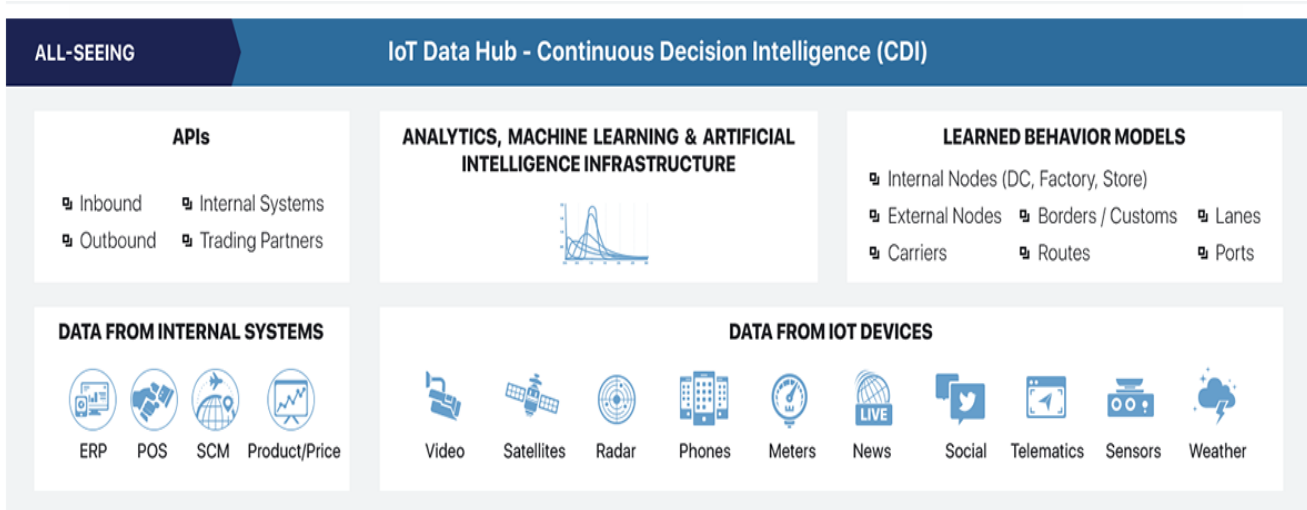 ALL-SEEING
IoT Data Hub - Continuous Decision Intelligence (CDI)
APIs
Inbound
Internal Systems
Outbound
Trading Partners
ANALYTICS, MACHINE LEARNING & ARTIFICIAL
INTELLIGENCE INFRASTRUCTURE
LEARNED BEHAVIOR MODELS
Internal Nodes (DC, Factory, Store)
External Nodes
Borders / Customs
Lanes
Carriers
Routes
Ports
DATA FROM INTERNAL SYSTEMS
ERP
POS
SCM
Product/Price
DATA FROM IOT DEVICES
LIVE
Video
Satellites
Radar
Phones
Meters
News
Social
Telematics
Sensors
Weather